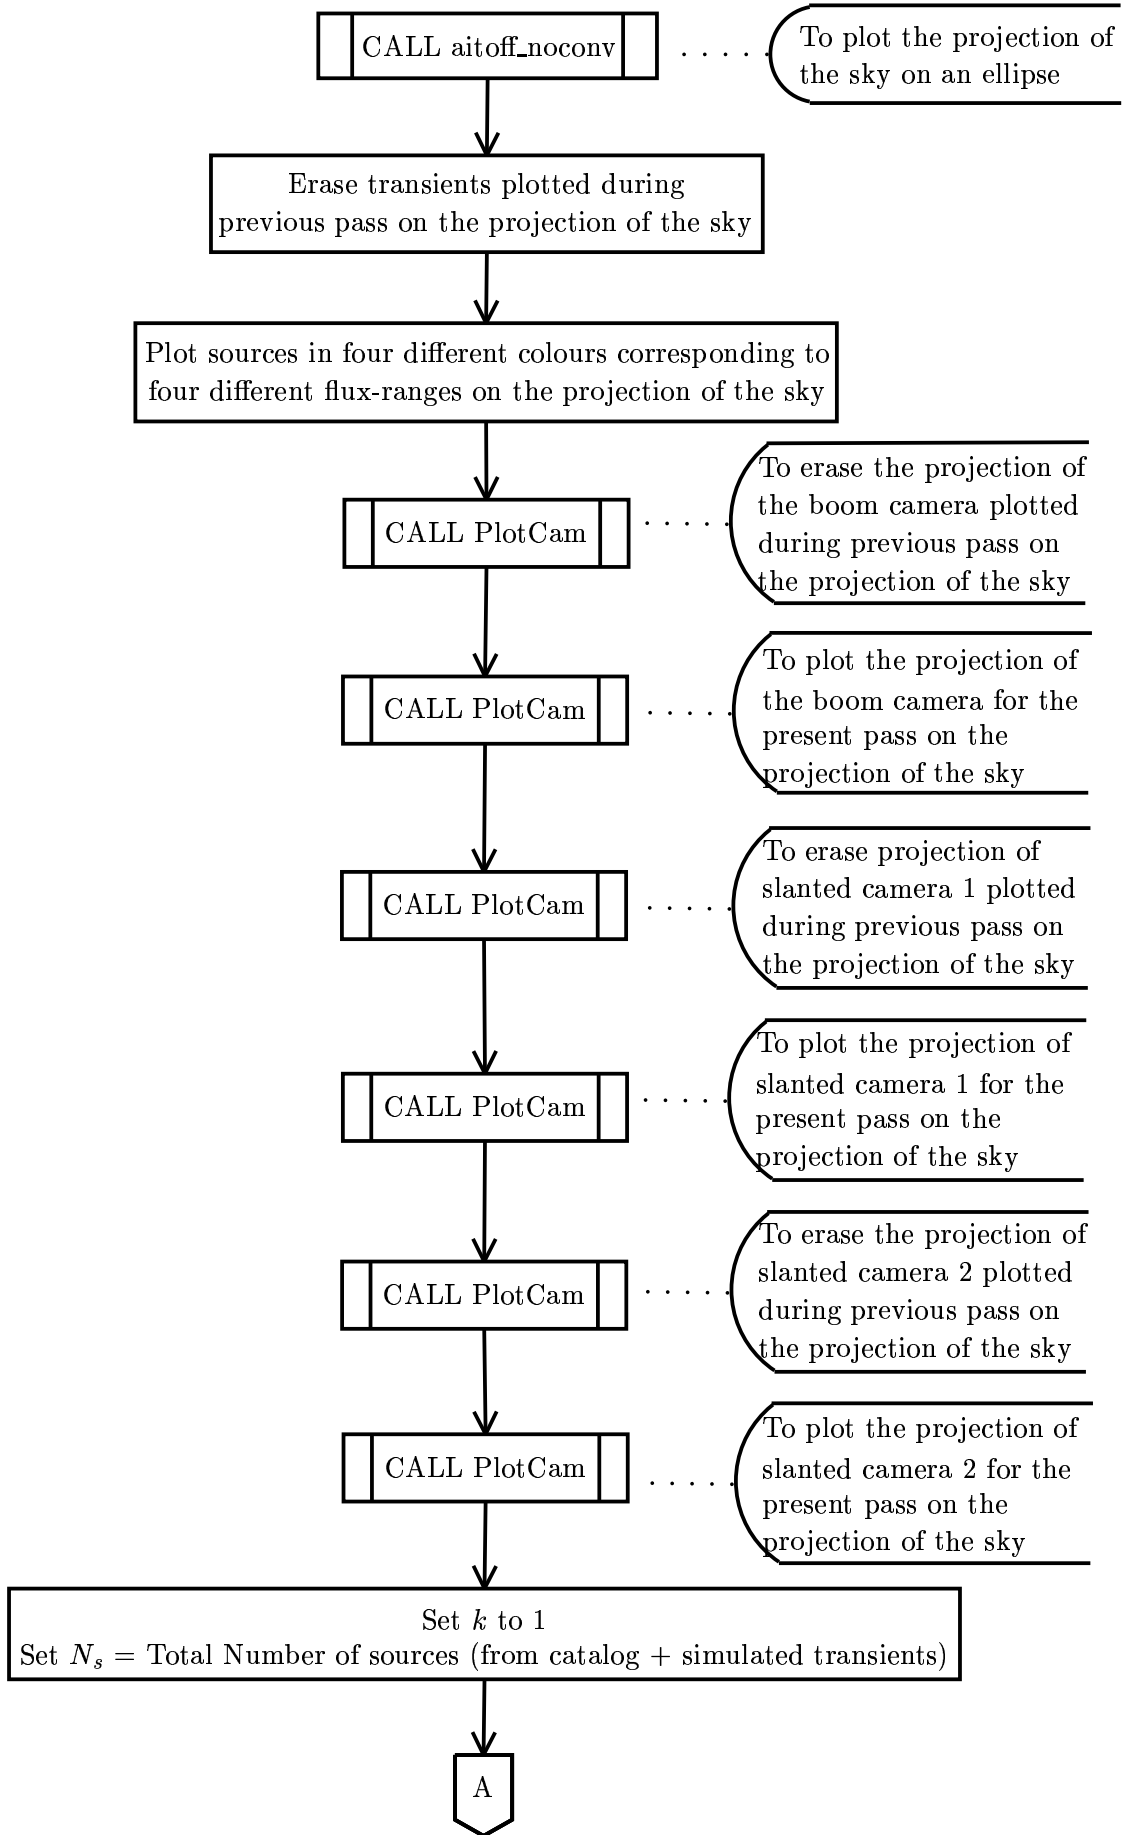 CALL aitoff_noconv
To plot the projection of
the sky on an ellipse
Erase transients plotted during
previous pass on the projection of the sky
Plot sources in four different colours corresponding to
four different flux-ranges on the projection of the sky
CALL PlotCam
To erase the projection of
the boom camera plotted
during previous pass on
the projection of the sky
CALL PlotCam
To plot the projection of
the boom camera for the
present pass on the
projection of the sky
CALL PlotCam
To erase projection of
slanted camera 1 plotted
during previous pass on
the projection of the sky
CALL PlotCam
To plot the projection of
slanted camera 1 for the
present pass on the
projection of the sky
CALL PlotCam
To erase the projection of
slanted camera 2 plotted
during previous pass on
the projection of the sky
CALL PlotCam
To plot the projection of
slanted camera 2 for the
present pass on the
projection of the sky
Set k to 1
Set N_s = Total Number of sources (from catalog + simulated transients)
A